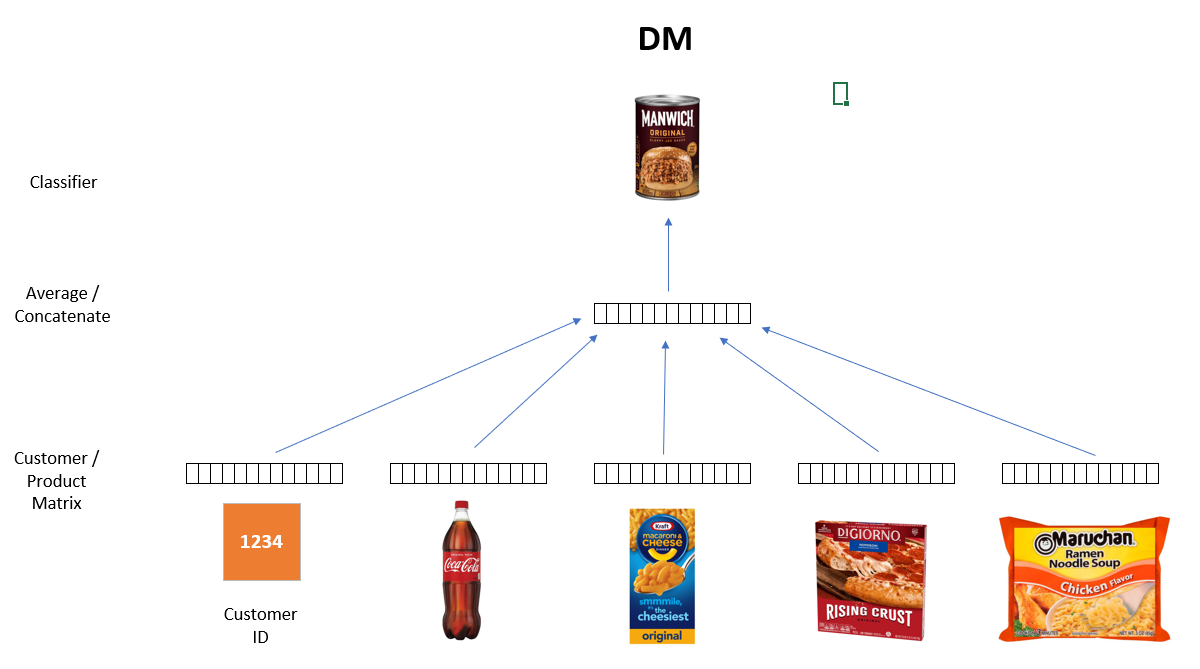 DM
MANWICH
ORIGINAL
Classifier
Average /
Concatenate
Customer /
Product
Matrix
1234
Customer
ID
Coca-Cola
Kraft
macaroni &
CHEESE
smmmile,
it's the
cheesiest
original
DIGIORNO
RISING CRUST
Maruchan
Ramen
Noodle Soup
Chicken Flavor